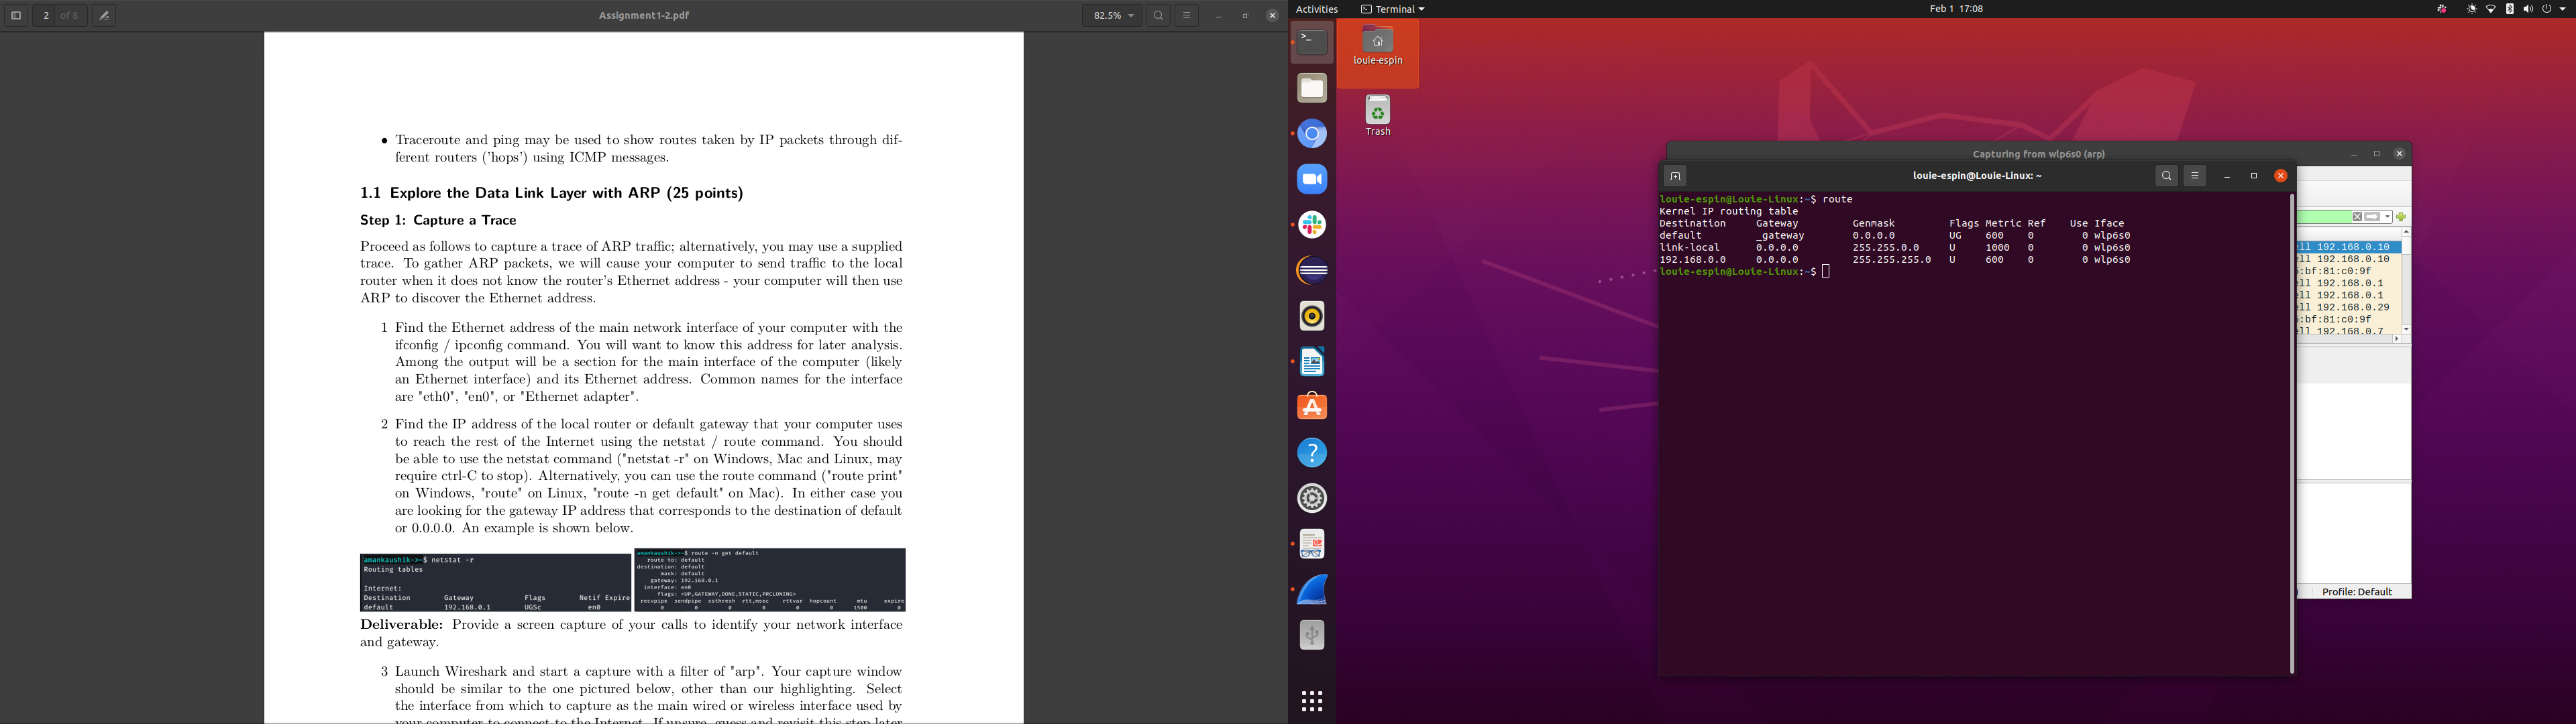 2 of 8
Assignment1-2.pdf
82.5%
• Traceroute and ping may be used to show routes taken by IP packets through dif-
ferent routers ('hops') using ICMP messages.
1.1 Explore the Data Link Layer with ARP (25 points)
Step 1: Capture a Trace
Proceed as follows to capture a trace of ARP traffic; alternatively, you may use a supplied
trace. To gather ARP packets, we will cause your computer to send traffic to the local
router when it does not know the router's Ethernet address - your computer will then use
ARP to discover the Ethernet address.
1 Find the Ethernet address of the main network interface of your computer with the
ifconfig / ipconfig command. You will want to know this address for later analysis.
Among the output will be a section for the main interface of the computer (likely
an Ethernet interface) and its Ethernet address. Common names for the interface
are "eth0", "en0", or "Ethernet adapter".
2 Find the IP address of the local router or default gateway that your computer uses
to reach the rest of the Internet using the netstat / route command. You should
be able to use the netstat command ("netstat -r" on Windows, Mac and Linux, may
require ctrl-C to stop). Alternatively, you can use the route command ("route print"
on Windows, "route" on Linux, "route -n get default" on Mac). In either case you
are looking for the gateway IP address that corresponds to the destination of default
or 0.0.0.0. An example is shown below.
amankaushik->~$ netstat -r
Routing tables
Internet:
Destination Gateway Flags Netif Expire
default 192.168.0.1 UGSc en0
amankaushik->~$ route -n get default
route to: default
destination: default
mask: default
gateway: 192.168.0.1
interface: en0
flags: <UP,GATEWAY,DONE,STATIC,PRCLONING>
recvpipe sendpipe ssthresh rtt,msec rttvar hopcount mtu expire
0 0 0 0 0 0 1500 0
Deliverable: Provide a screen capture of your calls to identify your network interface
and gateway.
3 Launch Wireshark and start a capture with a filter of "arp". Your capture window
should be similar to the one pictured below, other than our highlighting. Select
the interface from which to capture as the main wired or wireless interface used by
your computer to connect to the Internet. If unsure, guess and revisit this step later
Activities
Terminal
Feb 1 17:08
louie-espin
Trash
Capturing from wlp6s0 (arp)
louie-espin@Louie-Linux: ~
louie-espin@Louie-Linux:~$ route
Kernel IP routing table
Destination Gateway Genmask Flags Metric Ref Use Iface
default _gateway 0.0.0.0 UG 600 0 0 wlp6s0
link-local 0.0.0.0 255.255.0.0 U 1000 0 0 wlp6s0
192.168.0.0 0.0.0.0 255.255.255.0 U 600 0 0 wlp6s0
louie-espin@Louie-Linux:~$
ell 192.168.0.10
ell 192.168.0.10
:bf:81:c0:9f
ell 192.168.0.1
ell 192.168.0.1
ell 192.168.0.29
:bf:81:c0:9f
ell 192.168.0.7
Profile: Default